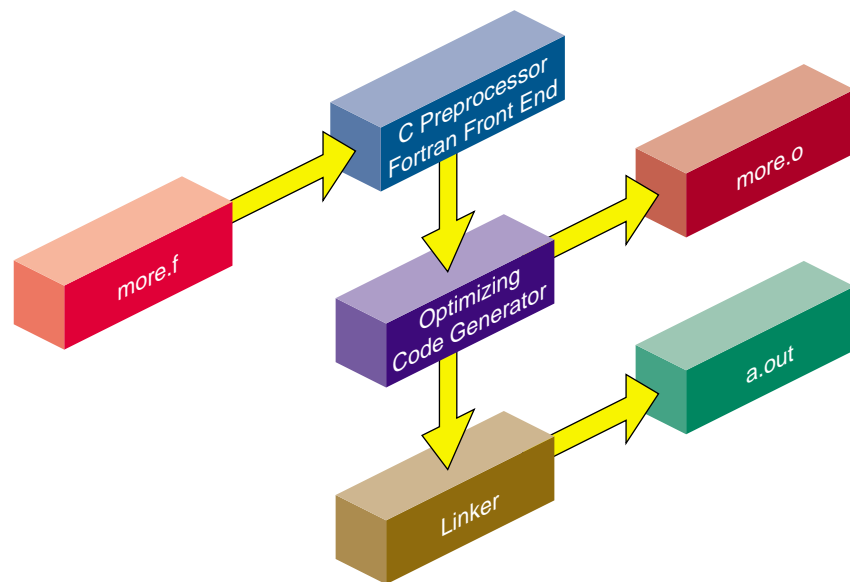 C Preprocessor
Fortran Front End
more.o
more.f
Optimizing
Code Generator
a.out
Linker